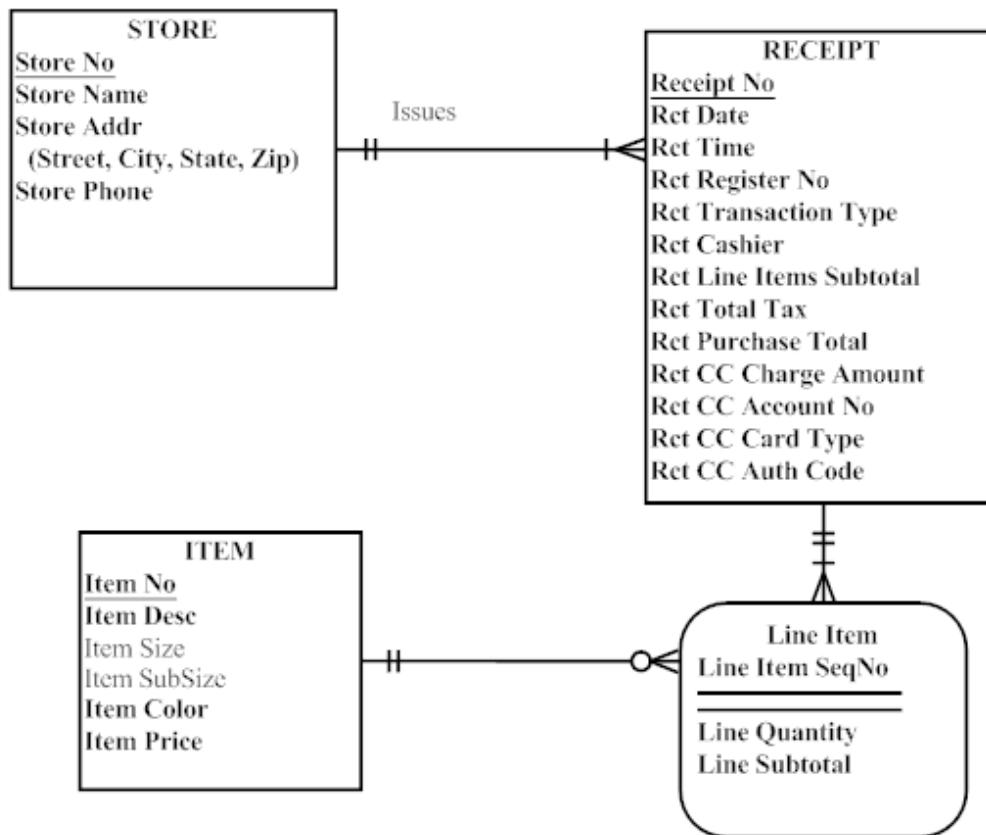 STORE
Store No
Store Name
Store Addr
(Street, City, State, Zip)
Store Phone
Issues
RECEIPT
Receipt No
Rct Date
Rct Time
Rct Register No
Rct Transaction Type
Rct Cashier
Rct Line Items Subtotal
Rct Total Tax
Rct Purchase Total
Rct CC Charge Amount
Rct CC Account No
Rct CC Card Type
Rct CC Auth Code
ITEM
Item No
Item Desc
Item Size
Item SubSize
Item Color
Item Price
Line Item
Line Item SeqNo
Line Quantity
Line Subtotal